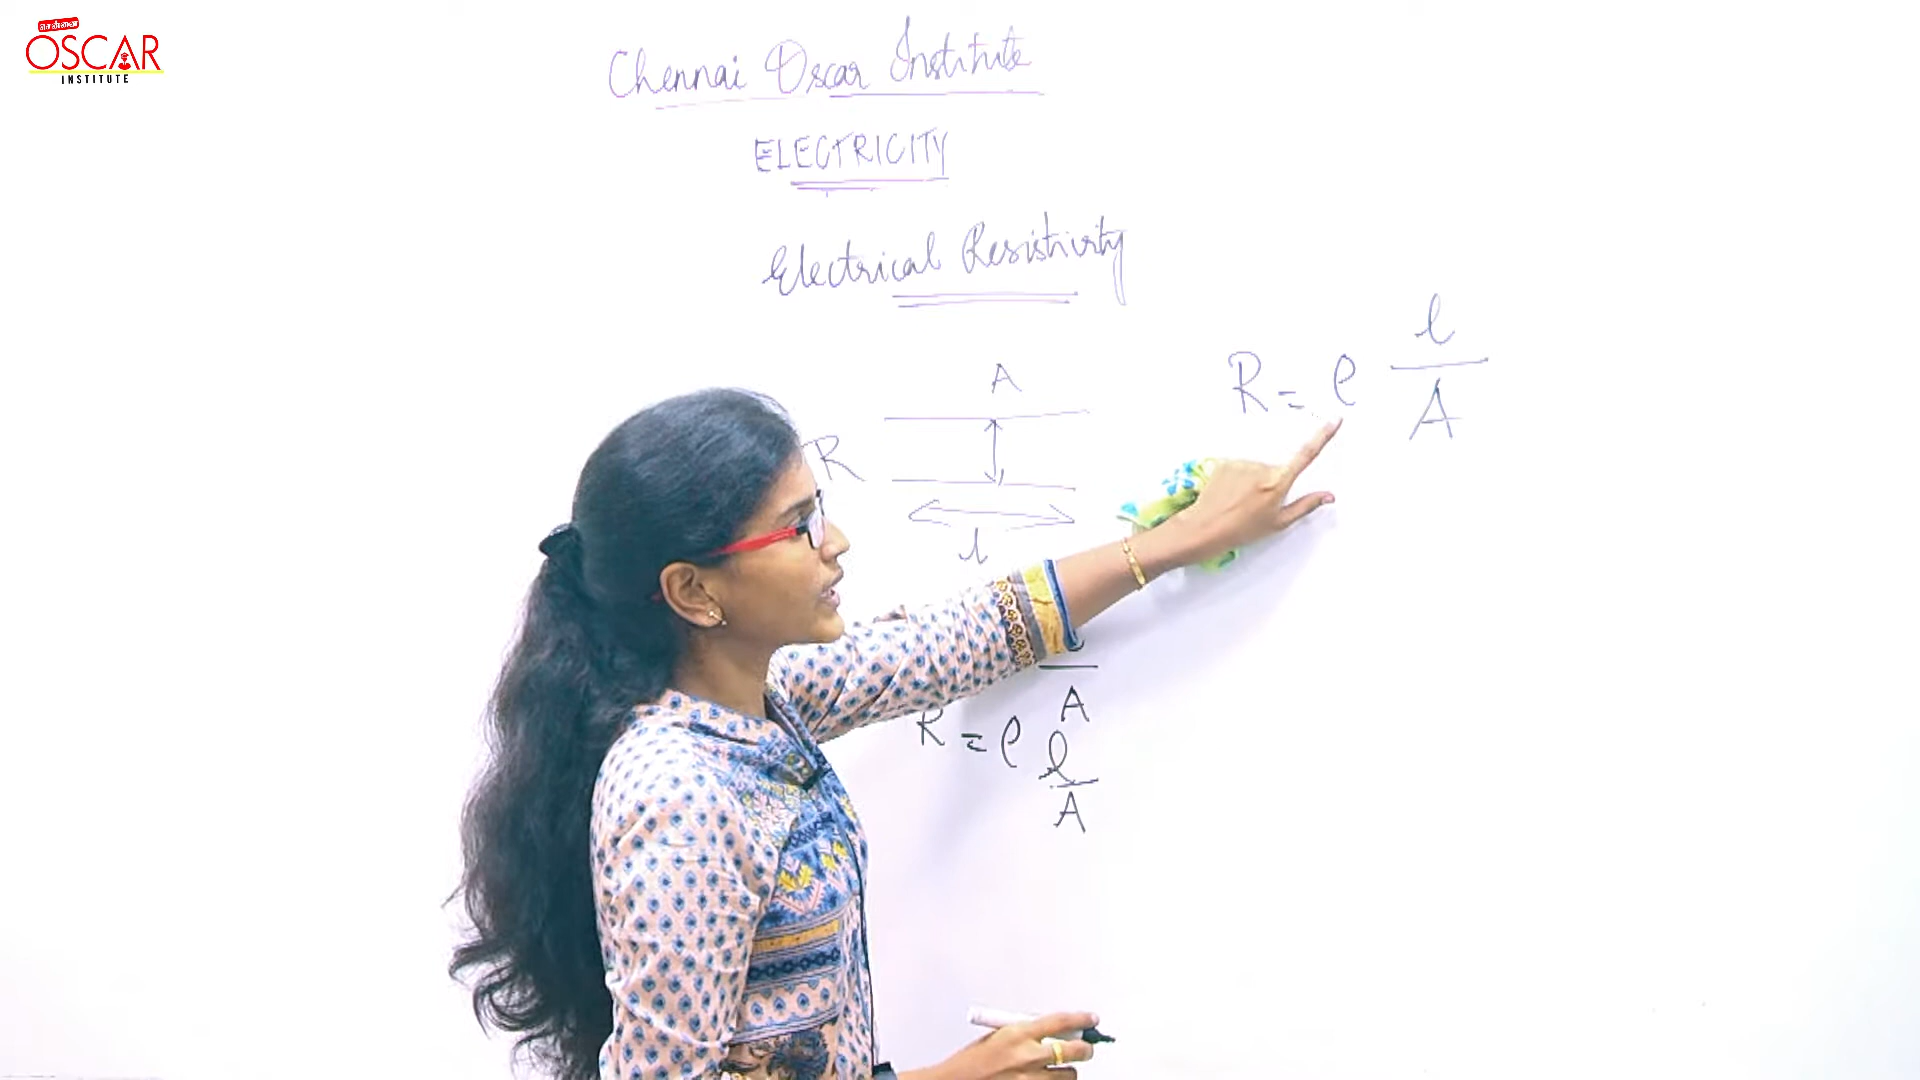 OSCAR
INSTITUTE
Chennai Oscar Institute
ELECTRICITY
Electrical Resistivity
A
R
l
R = ρ l
A
A
R = ρ l
A